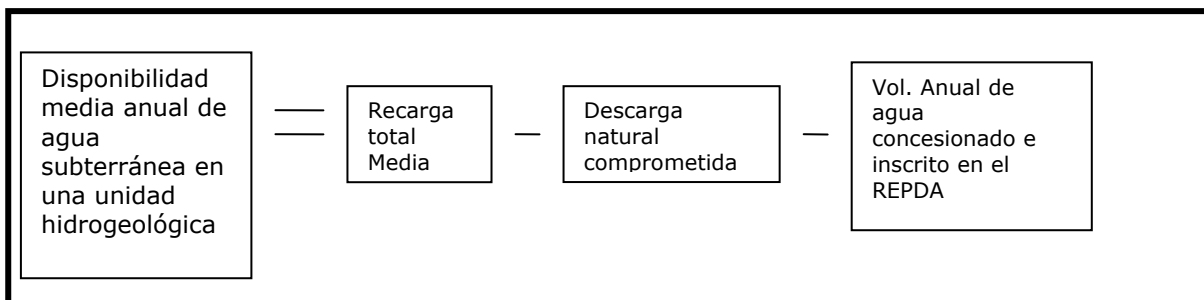 Disponibilidad
media anual de
agua
subterránea en
una unidad
hidrogeológica
Recarga
total
Media
Descarga
natural
comprometida
Vol. Anual de
agua
concesionado e
inscrito en el
REPDA